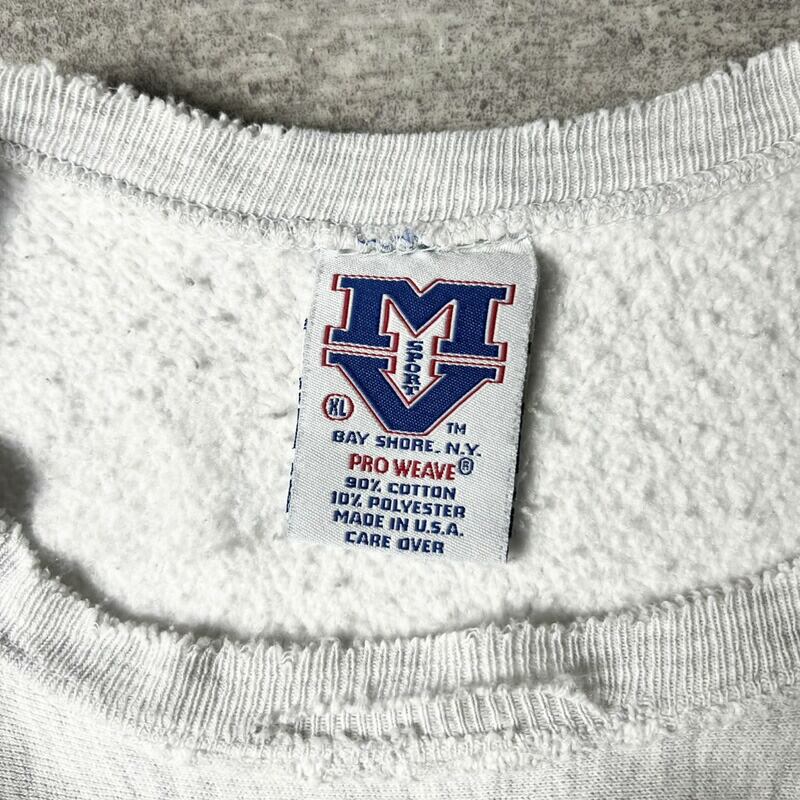 MV
SPORT
XL
TM
BAY SHORE, N.Y.
PRO WEAVE®
90% COTTON
10% POLYESTER
MADE IN U.S.A.
CARE OVER